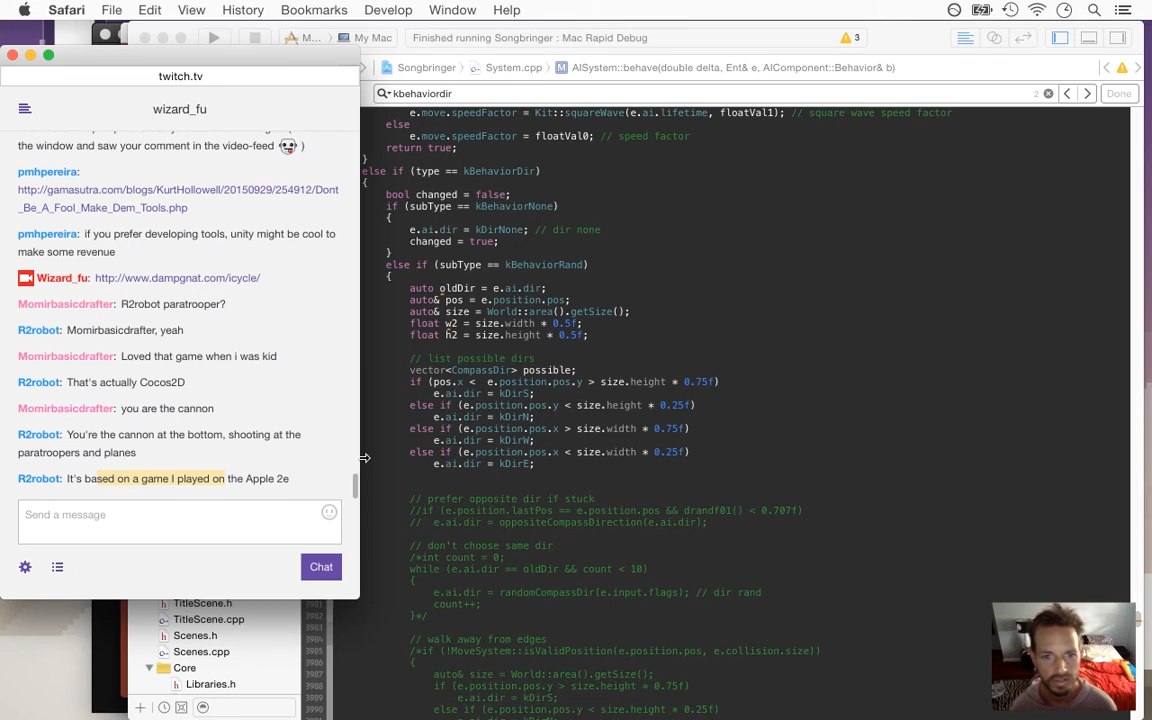 Safari File Edit View History Bookmarks Develop Window Help
M... My Mac Finished running Songbringer : Mac Rapid Debug 3
twitch.tv
Songbringer System.cpp M AISystem::behave(double delta, Ent& e, AIComponent::Behavior& b)
kbehaviordir 2 Done
wizard_fu
the window and saw your comment in the video-feed )
pmhpereira:
http://gamasutra.com/blogs/KurtHollowell/20150929/254912/Dont
_Be_A_Fool_Make_Dem_Tools.php
pmhpereira: if you prefer developing tools, unity might be cool to
make some revenue
Wizard_fu: http://www.dampgnat.com/icycle/
Momirbasicdrafter: R2robot paratrooper?
R2robot: Momirbasicdrafter, yeah
Momirbasicdrafter: Loved that game when i was kid
R2robot: That's actually Cocos2D
Momirbasicdrafter: you are the cannon
R2robot: You're the cannon at the bottom, shooting at the
paratroopers and planes
R2robot: It's based on a game I played on the Apple 2e
Send a message
Chat
e.move.speedFactor = Kit::squareWave(e.ai.lifetime, floatVal1); // square wave speed factor
else
e.move.speedFactor = floatVal0; // speed factor
return true;
}
else if (type == kBehaviorDir)
{
bool changed = false;
if (subType == kBehaviorNone)
{
e.ai.dir = kDirNone; // dir none
changed = true;
}
else if (subType == kBehaviorRand)
{
auto oldDir = e.ai.dir;
auto& pos = e.position.pos;
auto& size = World::area().getSize();
float w2 = size.width * 0.5f;
float h2 = size.height * 0.5f;
// list possible dirs
vector<CompassDir> possible;
if (pos.x < e.position.pos.y > size.height * 0.75f)
e.ai.dir = kDirS;
else if (e.position.pos.y < size.height * 0.25f)
e.ai.dir = kDirN;
else if (e.position.pos.x > size.width * 0.75f)
e.ai.dir = kDirW;
else if (e.position.pos.x < size.width * 0.25f)
e.ai.dir = kDirE;
// prefer opposite dir if stuck
//if (e.position.lastPos == e.position.pos && drandf01() < 0.707f)
// e.ai.dir = oppositeCompassDirection(e.ai.dir);
// don't choose same dir
/*int count = 0;
while (e.ai.dir == oldDir && count < 10)
{
e.ai.dir = randomCompassDir(e.input.flags); // dir rand
count++;
}*/
// walk away from edges
/*if (!MoveSystem::isValidPosition(e.position.pos, e.collision.size))
{
auto& size = World::area().getSize();
if (e.position.pos.y > size.height * 0.75f)
e.ai.dir = kDirS;
else if (e.position.pos.y < size.height * 0.25f)
TitleScene.h
TitleScene.cpp
Scenes.h
Scenes.cpp
Core
Libraries.h
3981
3982
3983
3984
3985
3986
3987
3988
3989
3990